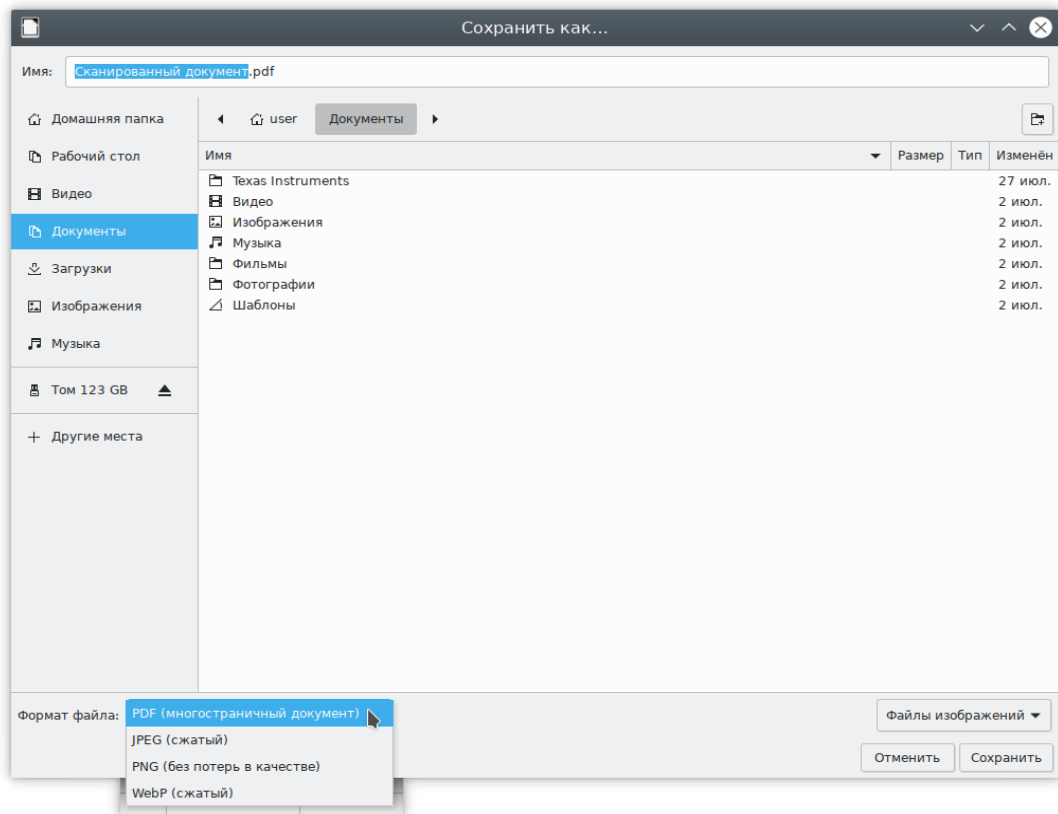 Сохранить как...
Имя: Сканированный документ.pdf
Домашняя папка
Рабочий стол
Видео
Документы
Загрузки
Изображения
Музыка
Том 123 GB
Другие места
user Документы
Имя Размер Тип Изменён
Texas Instruments 27 июл.
Видео 2 июл.
Изображения 2 июл.
Музыка 2 июл.
Фильмы 2 июл.
Фотографии 2 июл.
Шаблоны 2 июл.
Формат файла: PDF (многостраничный документ)
JPEG (сжатый)
PNG (без потерь в качестве)
WebP (сжатый)
Файлы изображений
Отменить Сохранить